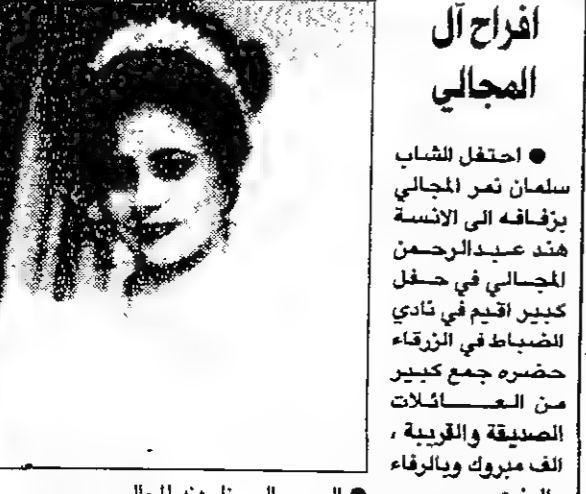 افراح آل
المجالي
● احتفل الشاب
سلمان نمر المجالي
بزفافه الى الانسة
هند عبدالرحمن
المجالي في حفل
كبير اقيم في نادي
الضباط في الزرقاء
حضره جمع كبير
من العائلات
الصديقة والقريبة ،
الف مبروك وبالرفاء